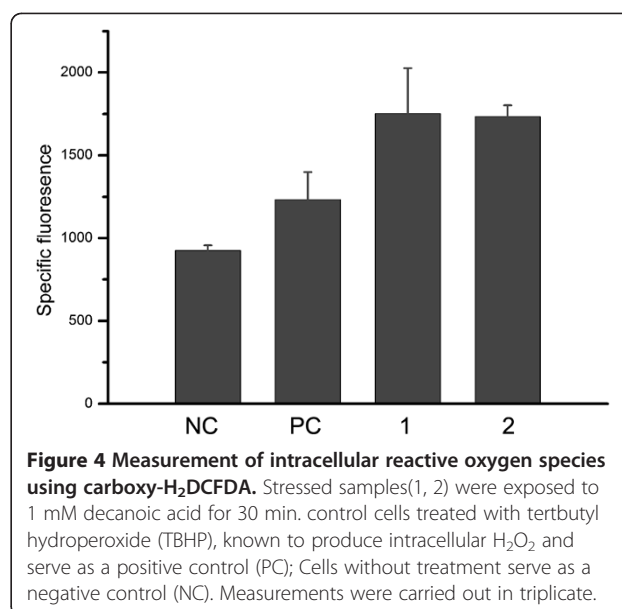 2000
1500
1000
500
0
Specific fluoresence
NC PC 1 2
Figure 4 Measurement of intracellular reactive oxygen species
using carboxy-H₂DCFDA. Stressed samples(1, 2) were exposed to
1 mM decanoic acid for 30 min. control cells treated with tertbutyl
hydroperoxide (TBHP), known to produce intracellular H₂O₂ and
serve as a positive control (PC); Cells without treatment serve as a
negative control (NC). Measurements were carried out in triplicate.